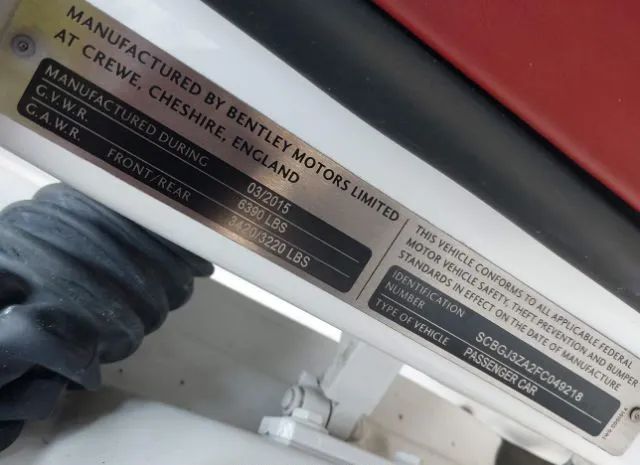 MANUFACTURED BY BENTLEY MOTORS LIMITED
AT CREWE, CHESHIRE, ENGLAND
MANUFACTURED DURING 03/2015
G.V.W.R. 6390 LBS
G.A.W.R. FRONT/REAR 3420/3220 LBS
THIS VEHICLE CONFORMS TO ALL APPLICABLE FEDERAL
MOTOR VEHICLE SAFETY, THEFT PREVENTION AND BUMPER
STANDARDS IN EFFECT ON THE DATE OF MANUFACTURE
IDENTIFICATION
NUMBER SCBGJ3ZA2FC049218
TYPE OF VEHICLE PASSENGER CAR